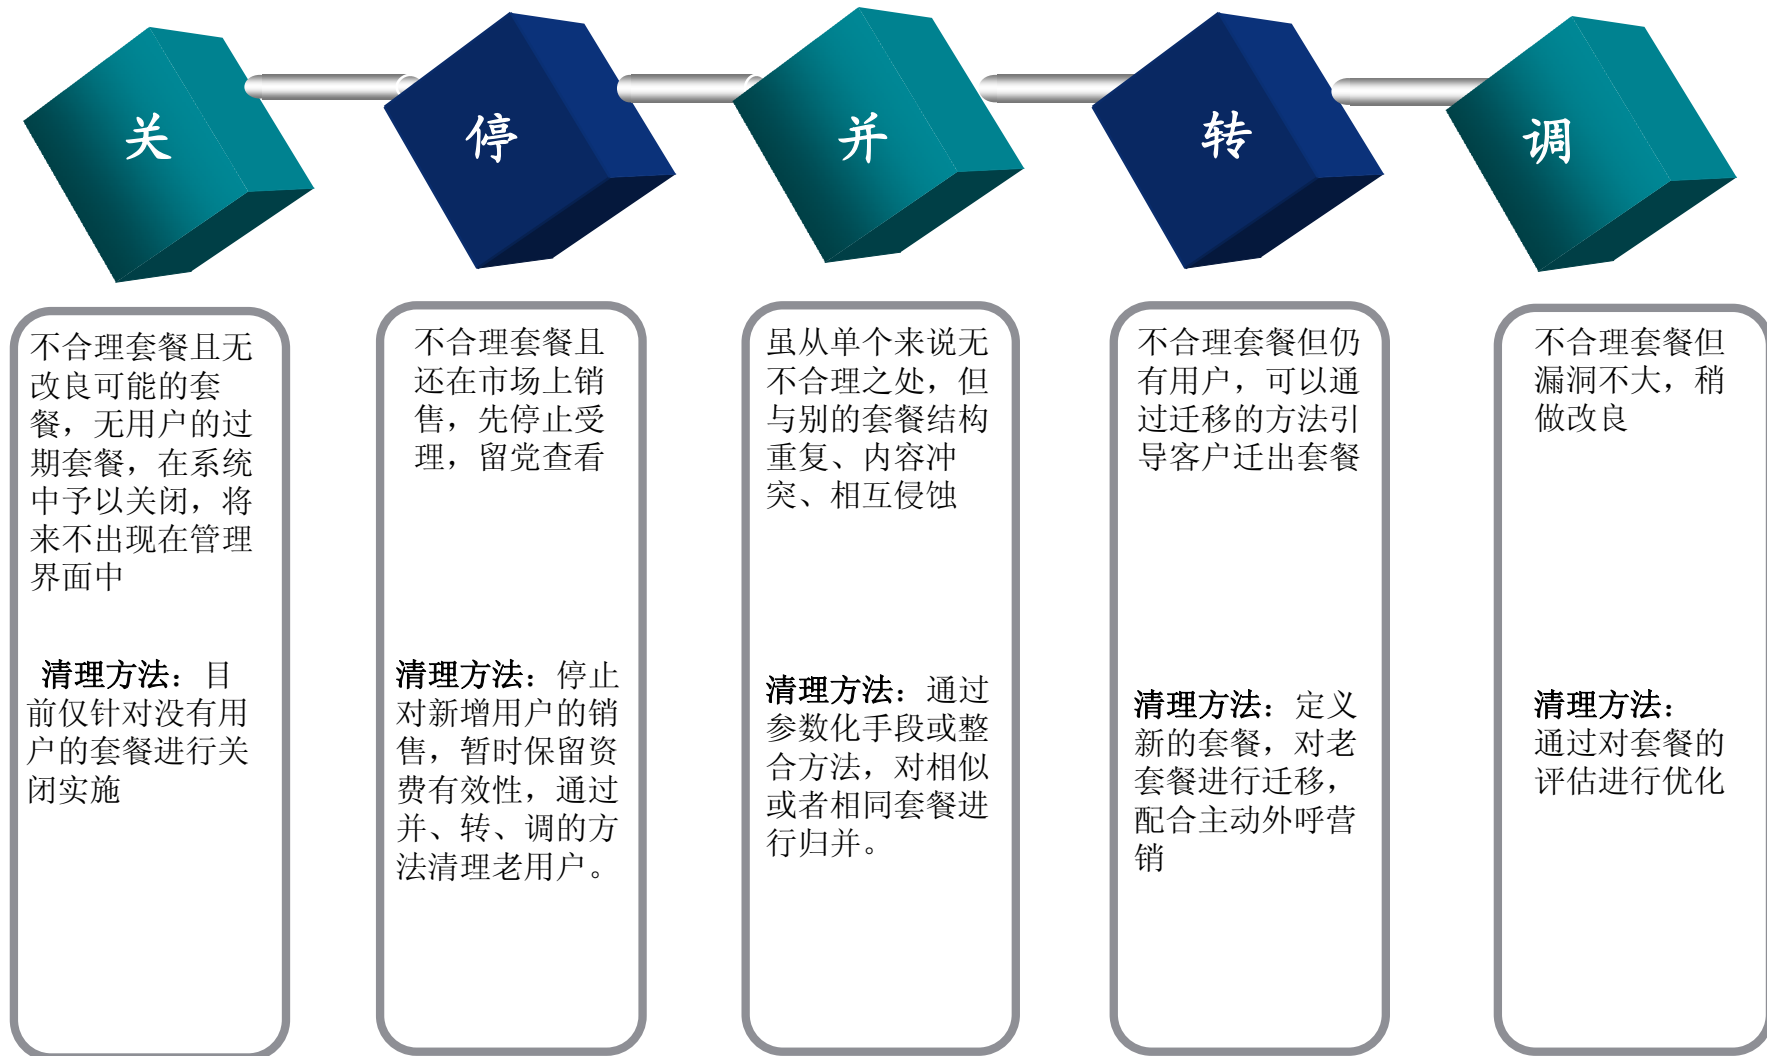 关
停
并
转
调
不合理套餐且无
改良可能的套
餐，无用户的过
期套餐，在系统
中予以关闭，将
来不出现在管理
界面中
清理方法：目
前仅针对没有用
户的套餐进行关
闭实施
不合理套餐且
还在市场上销
售，先停止受
理，留党查看
清理方法：停止
对新增用户的销
售，暂时保留资
费有效性，通过
并、转、调的方
法清理老用户。
虽从单个来说无
不合理之处，但
与别的套餐结构
重复、内容冲
突、相互侵蚀
清理方法：通过
参数化手段或整
合方法，对相似
或者相同套餐进
行归并。
不合理套餐但仍
有用户，可以通
过迁移的方法引
导客户迁出套餐
清理方法：定义
新的套餐，对老
套餐进行迁移，
配合主动外呼营
销
不合理套餐但
漏洞不大，稍
做改良
清理方法：
通过对套餐的
评估进行优化